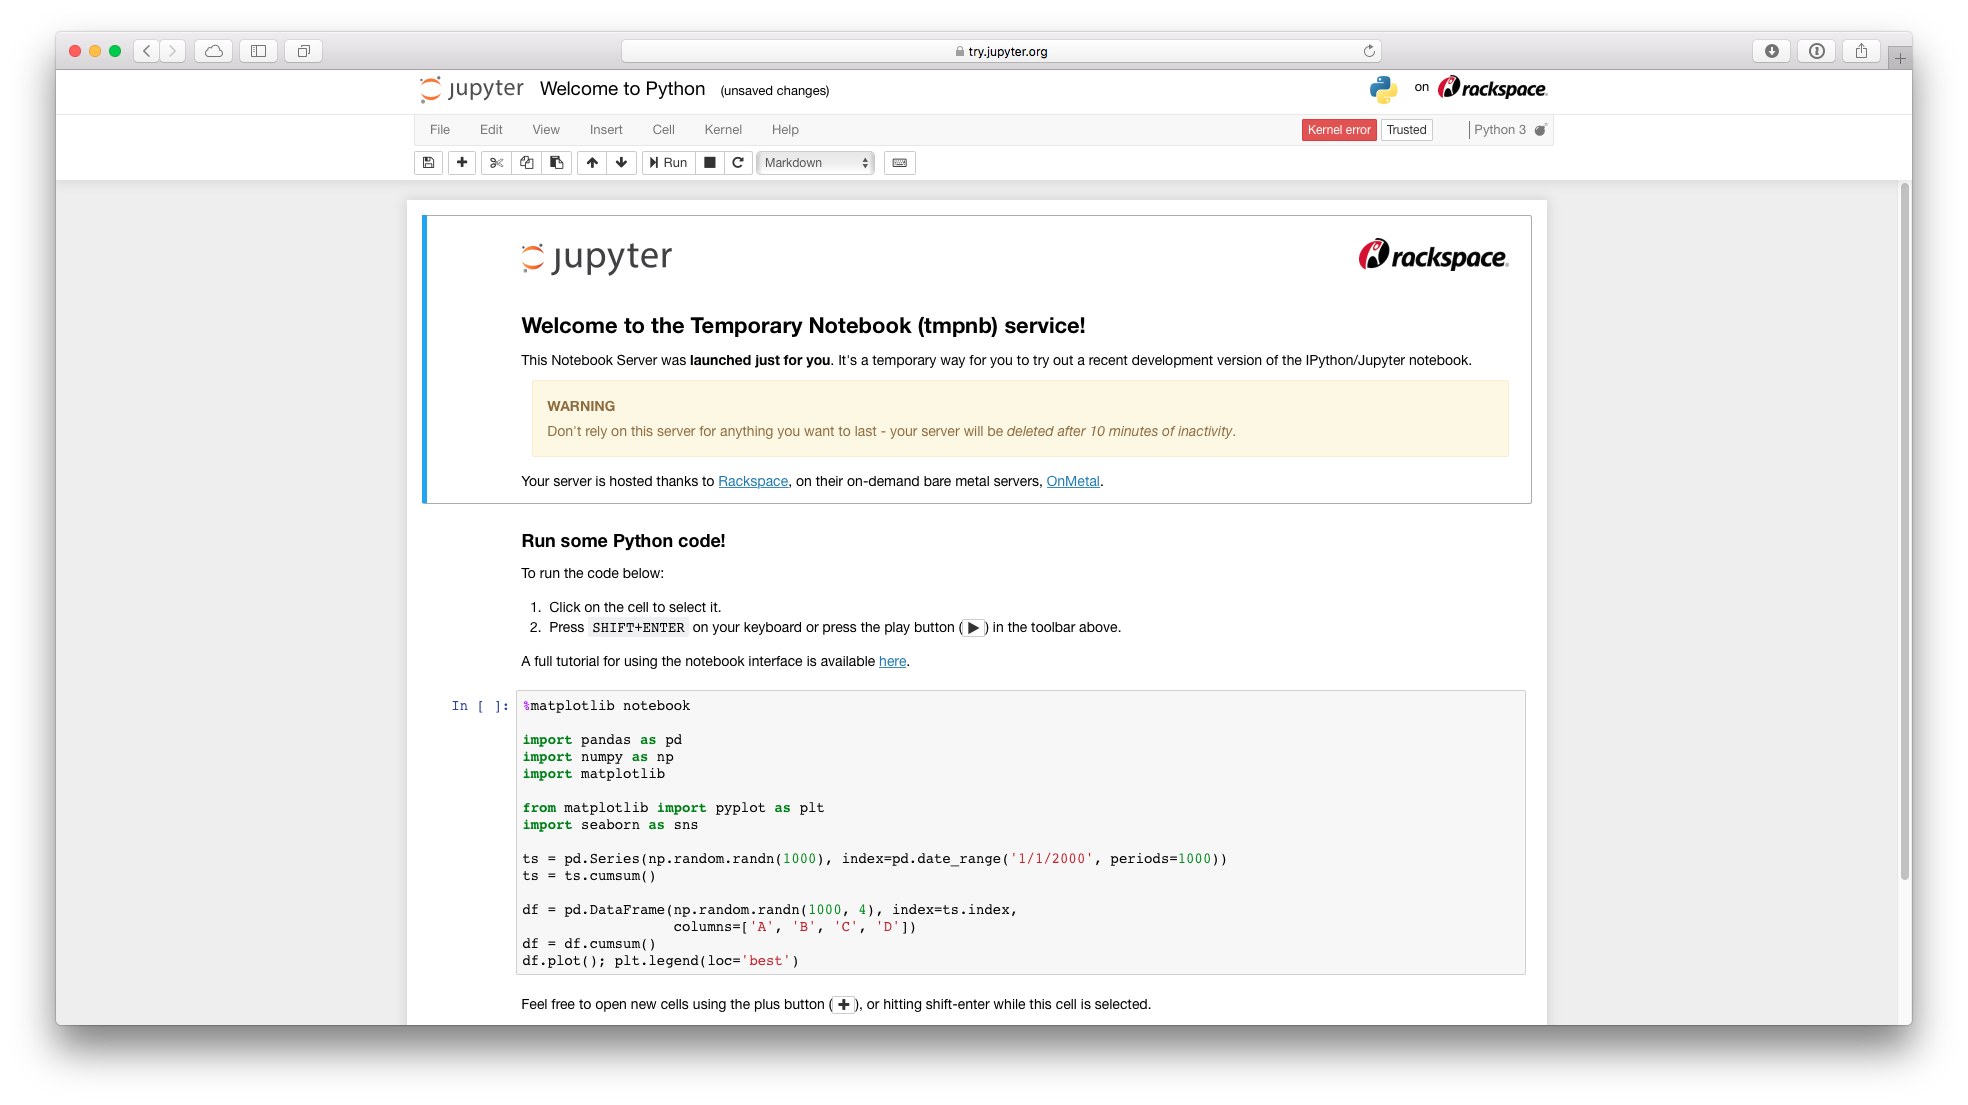 try.jupyter.org
jupyter Welcome to Python (unsaved changes) on rackspace.
File Edit View Insert Cell Kernel Help Kernel error Trusted Python 3
Run Markdown
jupyter rackspace.
Welcome to the Temporary Notebook (tmpnb) service!
This Notebook Server was launched just for you. It's a temporary way for you to try out a recent development version of the IPython/Jupyter notebook.
WARNING
Don't rely on this server for anything you want to last - your server will be deleted after 10 minutes of inactivity.
Your server is hosted thanks to Rackspace, on their on-demand bare metal servers, OnMetal.
Run some Python code!
To run the code below:
1. Click on the cell to select it.
2. Press SHIFT+ENTER on your keyboard or press the play button (▶) in the toolbar above.
A full tutorial for using the notebook interface is available here.
In [ ]: %matplotlib notebook
import pandas as pd
import numpy as np
import matplotlib
from matplotlib import pyplot as plt
import seaborn as sns
ts = pd.Series(np.random.randn(1000), index=pd.date_range('1/1/2000', periods=1000))
ts = ts.cumsum()
df = pd.DataFrame(np.random.randn(1000, 4), index=ts.index,
columns=['A', 'B', 'C', 'D'])
df = df.cumsum()
df.plot(); plt.legend(loc='best')
Feel free to open new cells using the plus button (+), or hitting shift-enter while this cell is selected.